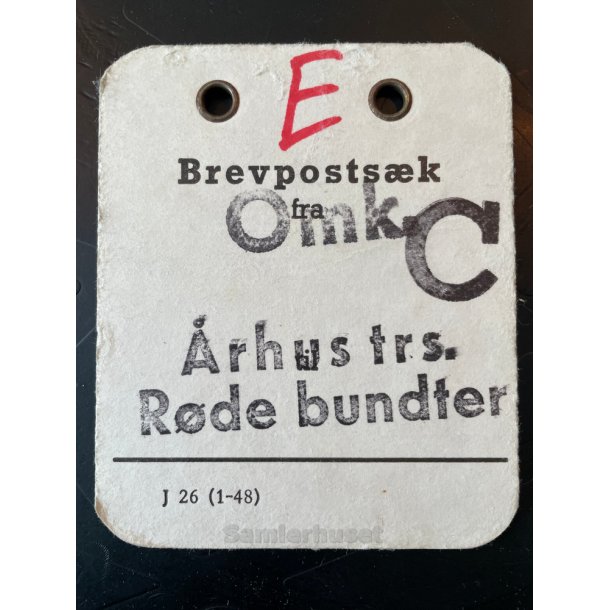 E
Brevpostsæk
fra
Omk. C
Århus trs.
Røde bundter
J 26 (1-48)
Samlerhuset